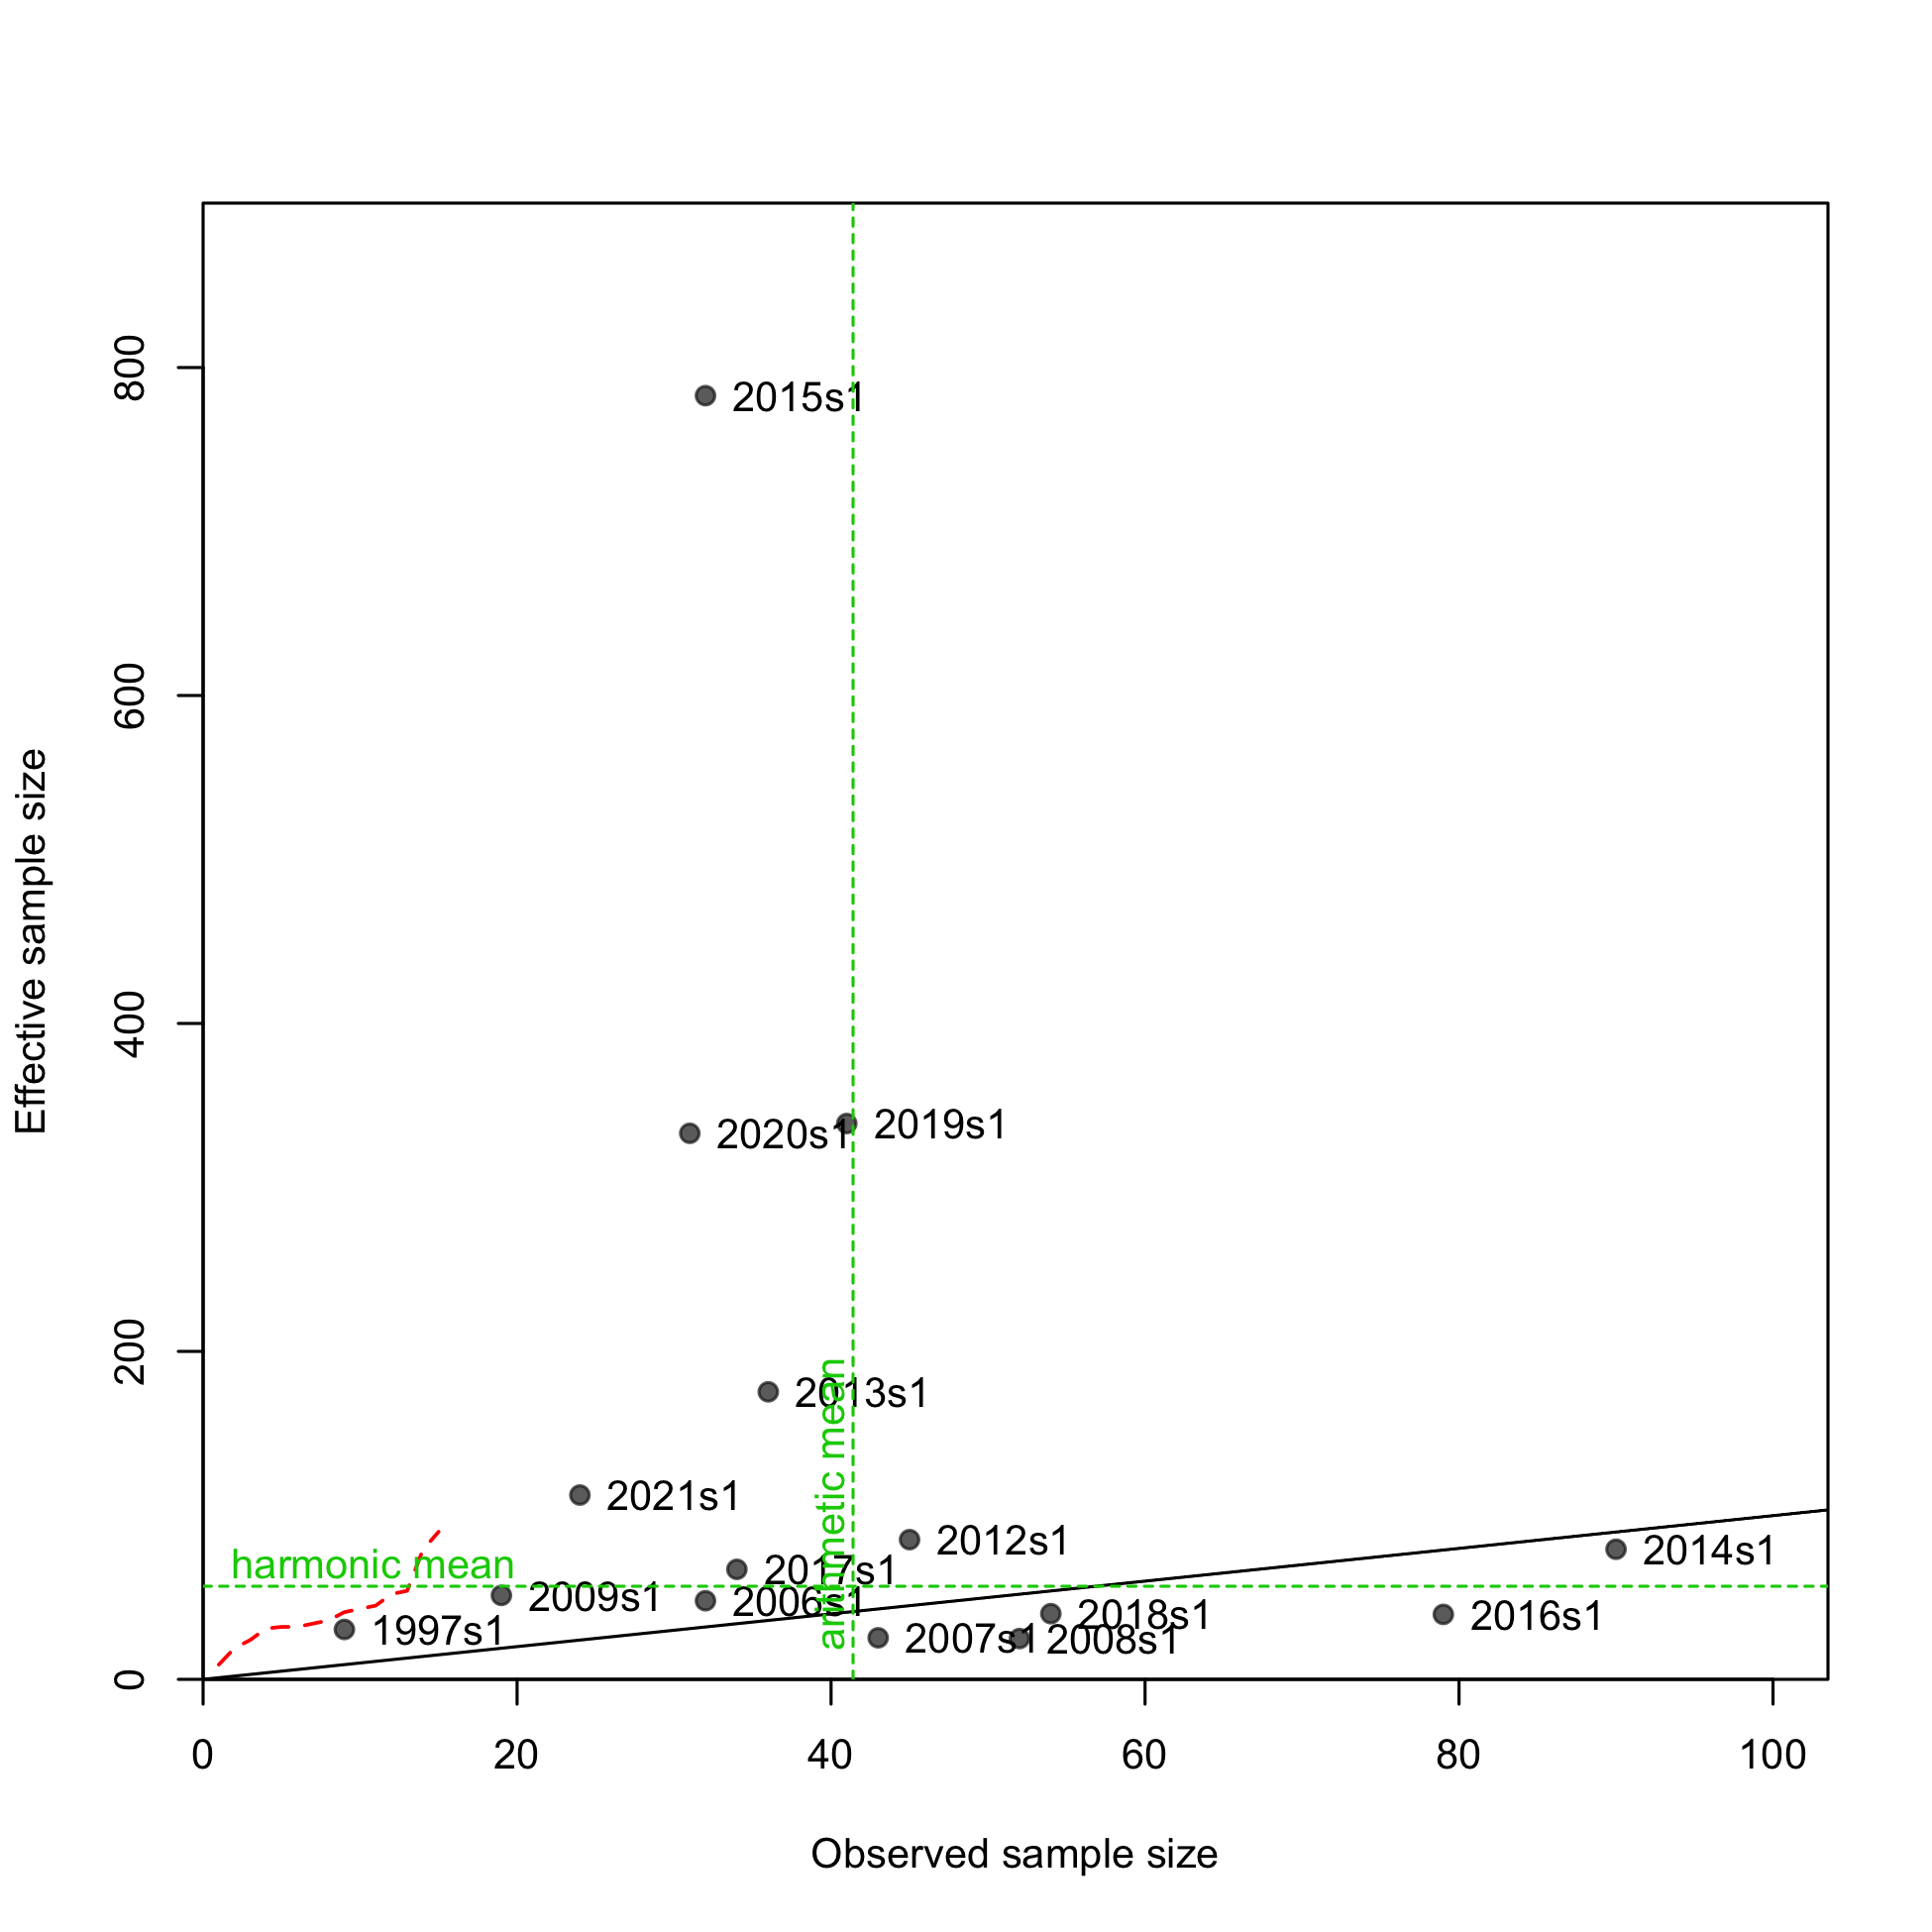 800
600
400
200
0
Effective sample size
2015s1
2020s1
2019s1
2013s1
2021s1
2012s1
2014s1
harmonic mean
2017s1
2009s1
2006s1
arithmetic mean
1997s1
2018s1
2016s1
2007s1
2008s1
0 20 40 60 80 100
Observed sample size